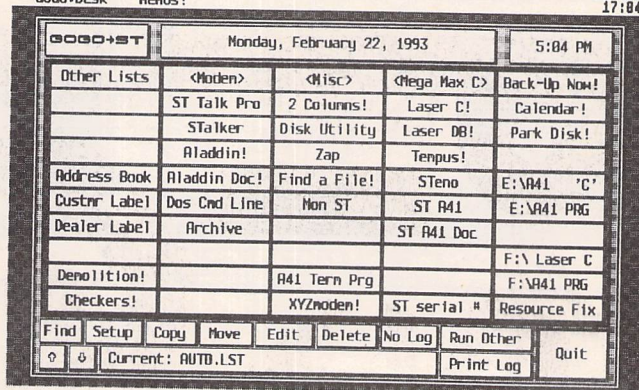 GOGO•Desk Menus! 17:04
GOGO→ST Monday, February 22, 1993 5:04 PM
Other Lists <Modem> <Misc> <Mega Max C> Back-Up Now!
ST Talk Pro 2 Columns! Laser C! Calendar!
STalker Disk Utility Laser DB! Park Disk!
Aladdin! Zap Tempus!
Address Book Aladdin Doc! Find a File! STeno E:\A41 'C'
Custmr Label Dos Cmd Line Mon ST ST A41 E:\A41 PRG
Dealer Label Archive ST A41 Doc
F:\ Laser C
Demolition! A41 Term Prg F:\A41 PRG
Checkers! XYZmodem! ST serial # Resource Fix
Find Setup Copy Move Edit Delete No Log Run Other Quit
⇧ ⇩ Current: AUTO.LST Print Log